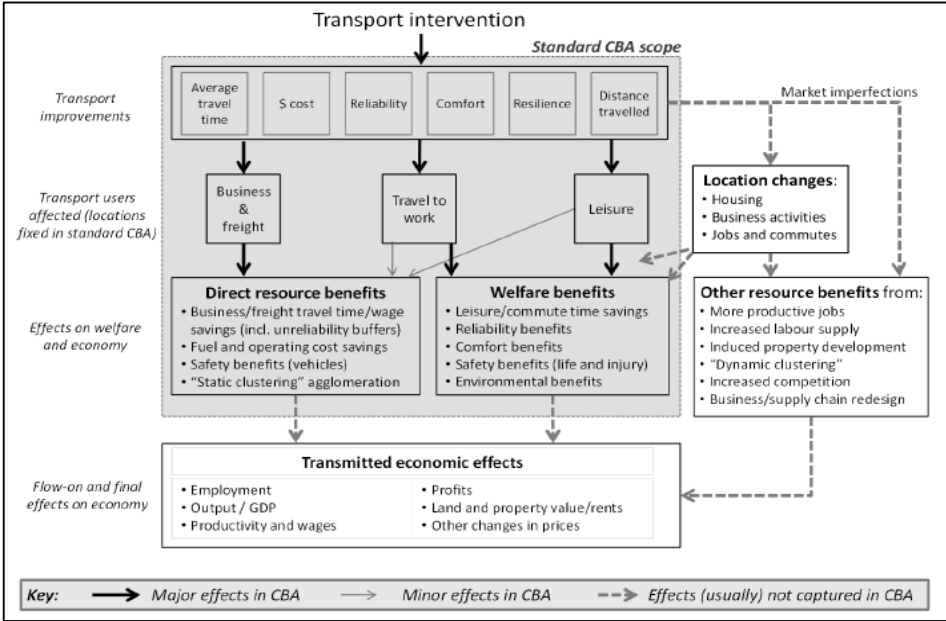 Transport intervention
Standard CBA scope
Transport
improvements
Average
travel
time
$ cost
Reliability
Comfort
Resilience
Distance
travelled
Market imperfections
Transport users
affected (locations
fixed in standard CBA)
Business
&
freight
Travel to
work
Leisure
Location changes:
• Housing
• Business activities
• Jobs and commutes
Effects on welfare
and economy
Direct resource benefits
• Business/freight travel time/wage
savings (incl. unreliability buffers)
• Fuel and operating cost savings
• Safety benefits (vehicles)
• “Static clustering” agglomeration
Welfare benefits
• Leisure/commute time savings
• Reliability benefits
• Comfort benefits
• Safety benefits (life and injury)
• Environmental benefits
Other resource benefits from:
• More productive jobs
• Increased labour supply
• Induced property development
• “Dynamic clustering”
• Increased competition
• Business/supply chain redesign
Flow-on and final
effects on economy
Transmitted economic effects
• Employment
• Output / GDP
• Productivity and wages
• Profits
• Land and property value/rents
• Other changes in prices
Key:
Major effects in CBA
Minor effects in CBA
Effects (usually) not captured in CBA